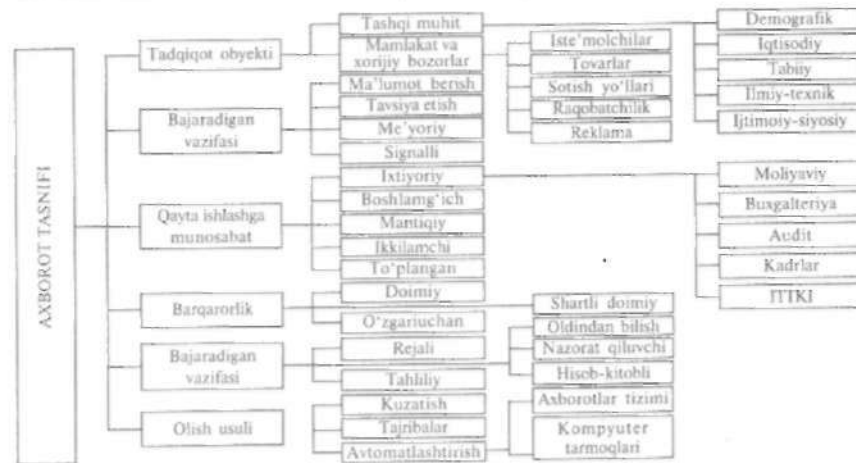 AXBOROT TASNIFI
Tadqiqot obyekti
Tashqi muhit
Mamlakat va
xorijiy bozorlar
Iste'molchilar
Tovarlar
Sotish yo'llari
Raqobatchilik
Reklama
Demografik
Iqtisodiy
Tabiiy
Ilmiy-texnik
Ijtimoiy-siyosiy
Bajaradigan
vazifasi
Ma'lumot berish
Tavsiya etish
Me'yoriy
Signalli
Qayta ishlashga
munosabat
Ixtiyoriy
Boshlamg'ich
Mantiqiy
Ikkilamchi
To'plangan
Moliyaviy
Buxgalteriya
Audit
Kadrlar
ITTKI
Barqarorlik
Doimiy
O'zgariuchan
Shartli doimiy
Bajaradigan
vazifasi
Rejali
Tahliliy
Oldindan bilish
Nazorat qiluvchi
Hisob-kitobli
Olish usuli
Kuzatish
Tajribalar
Avtomatlashtirish
Axborotlar tizimi
Kompyuter
tarmoqlari